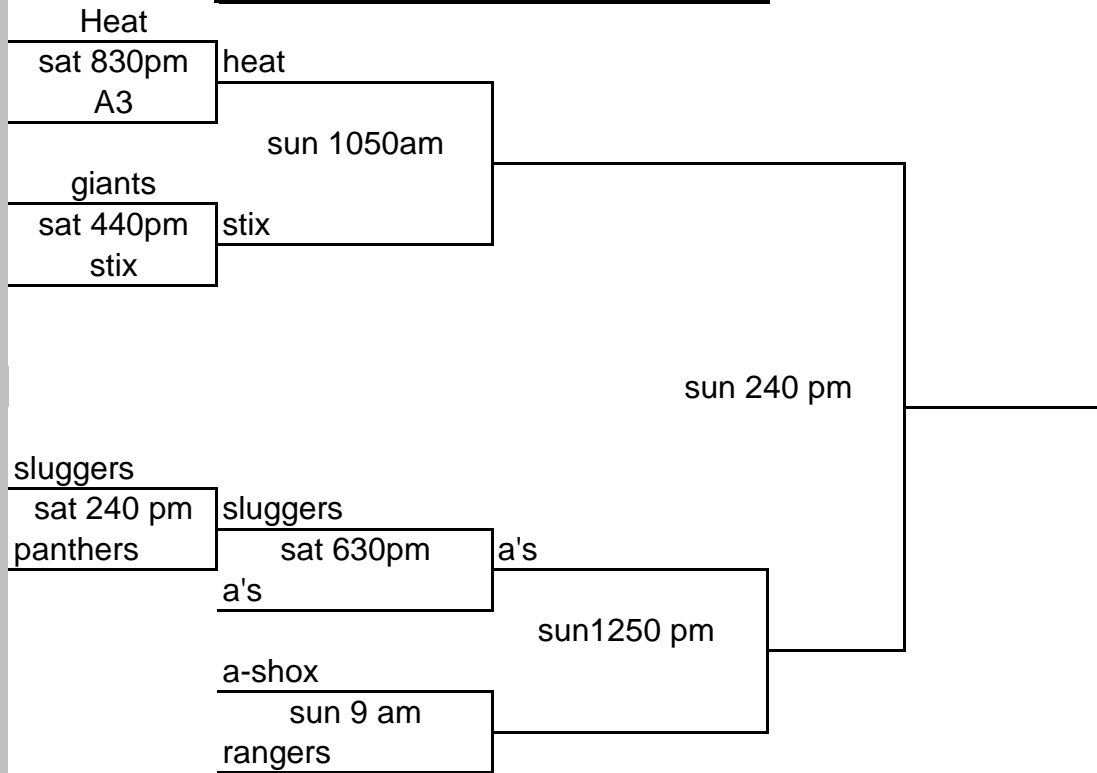 Heat
sat 830pm
heat
A3
sun 1050am
giants
sat 440pm
stix
stix
sun 240 pm
sluggers
sat 240 pm
sluggers
panthers
sat 630pm
a's
a's
sun1250 pm
a-shox
sun 9 am
rangers